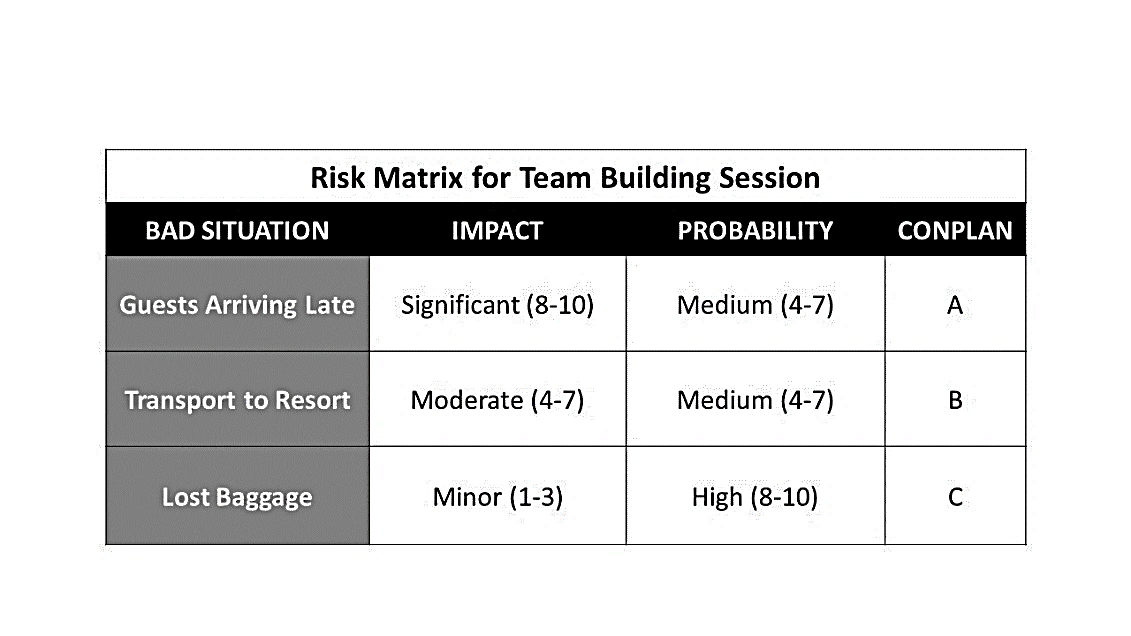 Risk Matrix for Team Building Session
BAD SITUATION IMPACT PROBABILITY CONPLAN
Guests Arriving Late Significant (8-10) Medium (4-7) A
Transport to Resort Moderate (4-7) Medium (4-7) B
Lost Baggage Minor (1-3) High (8-10) C